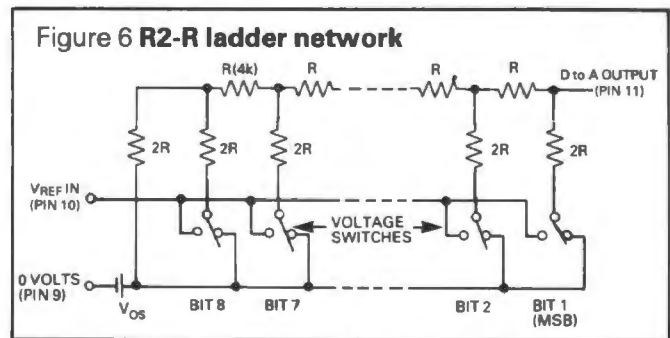 Figure 6 R2-R ladder network
R(4k) R R R
D to A OUTPUT
(PIN 11)
2R 2R 2R 2R 2R
VREF IN
(PIN 10)
VOLTAGE
SWITCHES
0 VOLTS
(PIN 9)
VOS
BIT 8 BIT 7 BIT 2 BIT 1
(MSB)